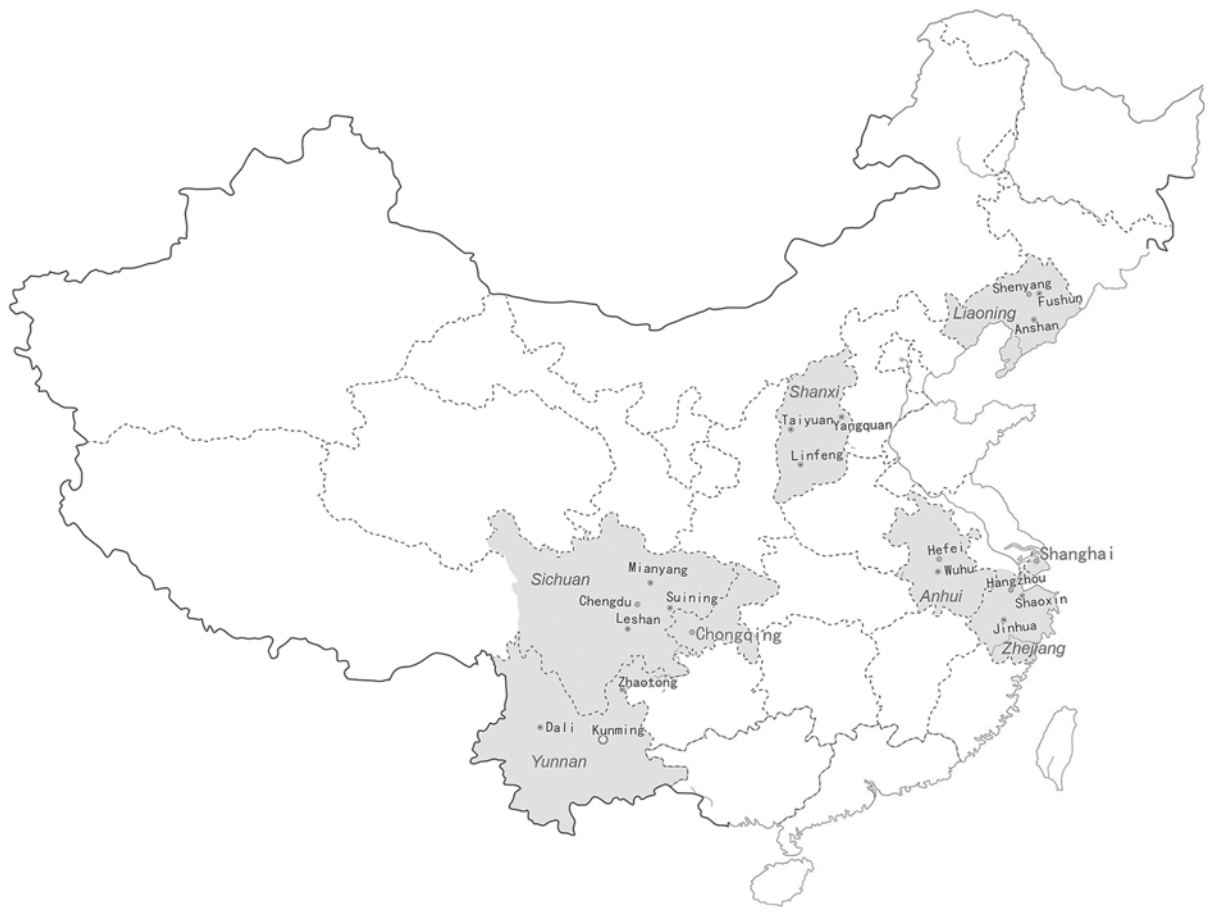 Shenyang
Fushun
Liaoning
Anshan
Shanxi
Taiyuan
Yangquan
Linfeng
Hefei
Shanghai
Wuhu
Hangzhou
Anhui
Shaoxin
Jinhua
Zhejiang
Mianyang
Sichuan
Chengdu
Suining
Leshan
Chongqing
Zhaotong
Dali
Kunming
Yunnan